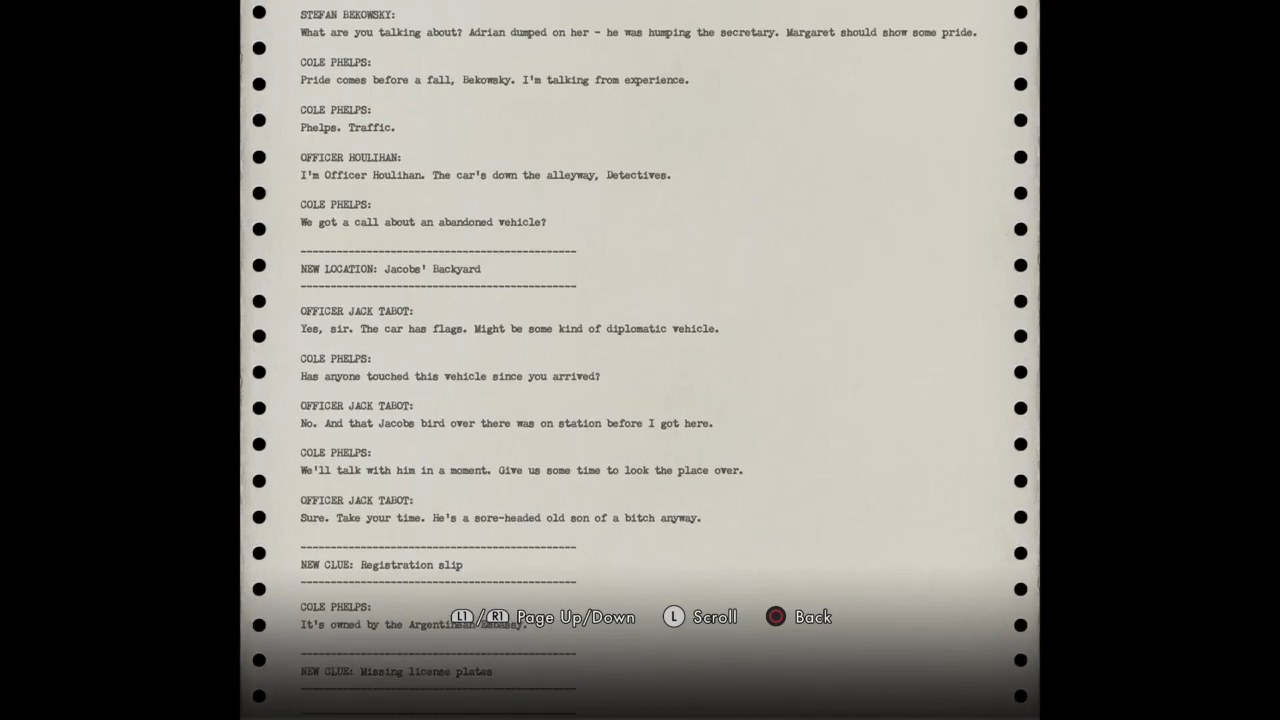 STEFAN BEKOWSKY:
What are you talking about? Adrian dumped on her - he was humping the secretary. Margaret should show some pride.
COLE PHELPS:
Pride comes before a fall, Bekowsky. I'm talking from experience.
COLE PHELPS:
Phelps. Traffic.
OFFICER HOULIHAN:
I'm Officer Houlihan. The car's down the alleyway, Detectives.
COLE PHELPS:
We got a call about an abandoned vehicle?
----------------------------------------------
NEW LOCATION: Jacobs' Backyard
----------------------------------------------
OFFICER JACK TABOT:
Yes, sir. The car has flags. Might be some kind of diplomatic vehicle.
COLE PHELPS:
Has anyone touched this vehicle since you arrived?
OFFICER JACK TABOT:
No. And that Jacobs bird over there was on station before I got here.
COLE PHELPS:
We'll talk with him in a moment. Give us some time to look the place over.
OFFICER JACK TABOT:
Sure. Take your time. He's a sore-headed old son of a bitch anyway.
----------------------------------------------
NEW CLUE: Registration slip
----------------------------------------------
COLE PHELPS:
It's owned by the Argentinean Embassy.
L1/R1 Page Up/Down L Scroll Back
----------------------------------------------
NEW CLUE: Missing license plates
----------------------------------------------